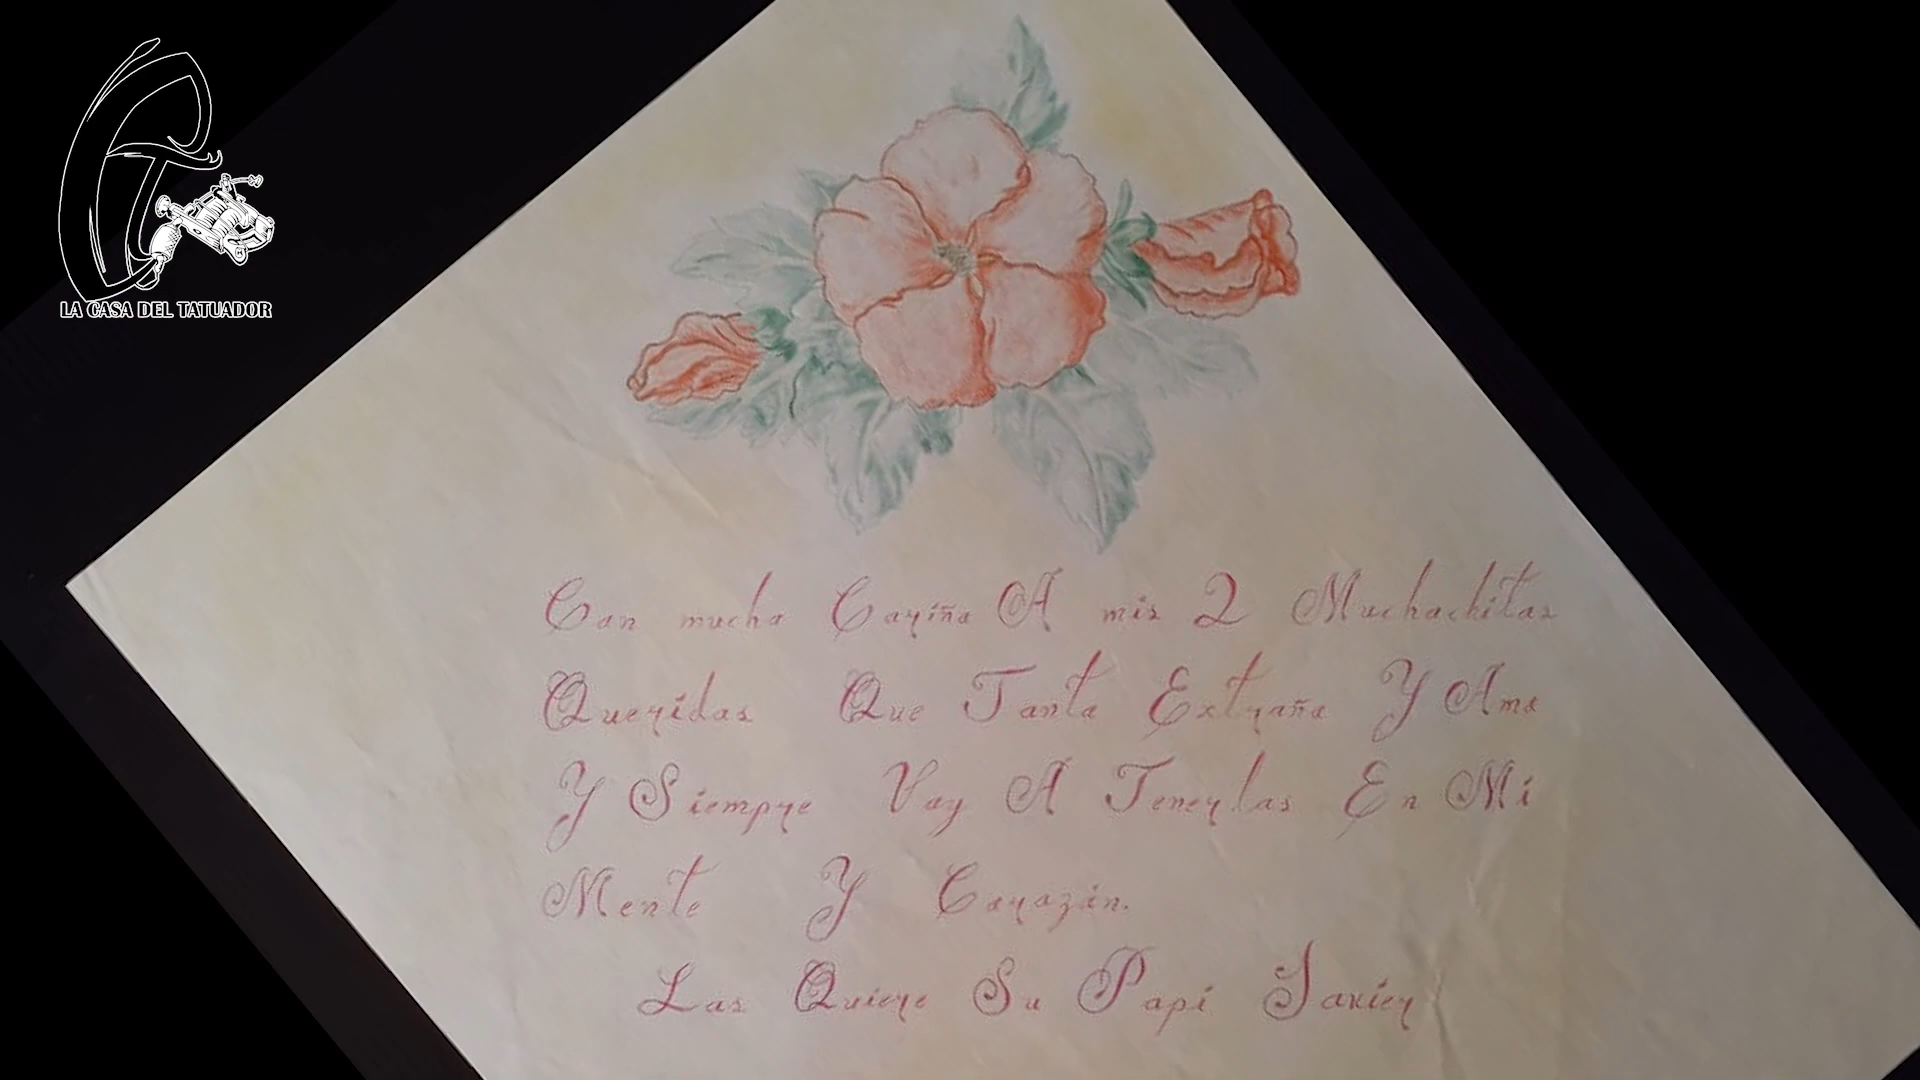 LA CASA DEL TATUADOR
Con mucho Cariño A mis 2 Muchachitas
Queridas Que Tanto Extraño Y Amo
Y Siempre Voy A Tenerlas En Mi
Mente Y Corazón.
Las Quiere Su Papi Javier